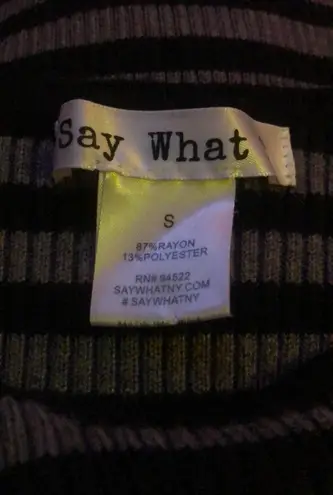 Say What
S
87%RAYON
13%POLYESTER
RN# 94522
SAYWHATNY.COM
#SAYWHATNY